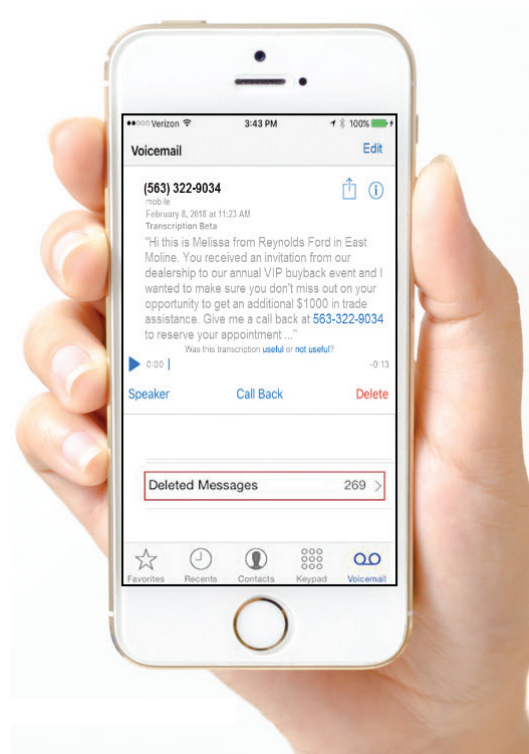 Verizon 3:43 PM 100%
Voicemail Edit
(563) 322-9034
mobile
February 8, 2018 at 11:23 AM
Transcription Beta
"Hi this is Melissa from Reynolds Ford in East
Moline. You received an invitation from our
dealership to our annual VIP buyback event and I
wanted to make sure you don't miss out on your
opportunity to get an additional $1000 in trade
assistance. Give me a call back at 563-322-9034
to reserve your appointment ..."
Was this transcription useful or not useful?
0:00 -0:13
Speaker Call Back Delete
Deleted Messages 269
Favorites Recents Contacts Keypad Voicemail